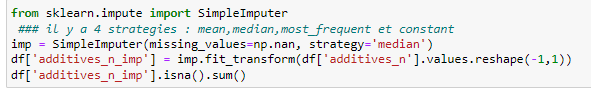 from sklearn.impute import SimpleImputer
### il y a 4 strategies : mean,median,most_frequent et constant
imp = SimpleImputer(missing_values=np.nan, strategy='median')
df['additives_n_imp'] = imp.fit_transform(df['additives_n'].values.reshape(-1,1))
df['additives_n_imp'].isna().sum()